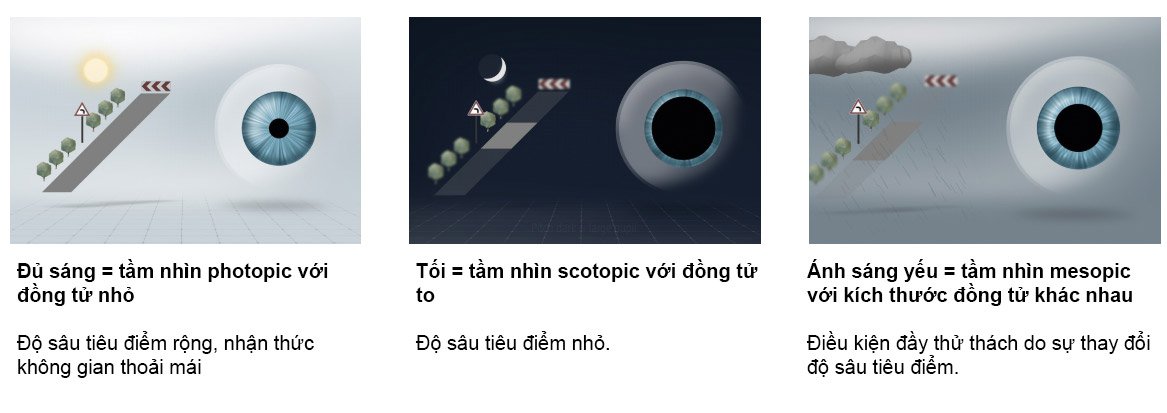 Đủ sáng = tầm nhìn photopic với
đồng tử nhỏ
Độ sâu tiêu điểm rộng, nhận thức
không gian thoải mái
Tối = tầm nhìn scotopic với đồng tử
to
Độ sâu tiêu điểm nhỏ.
Ánh sáng yếu = tầm nhìn mesopic
với kích thước đồng tử khác nhau
Điều kiện đầy thử thách do sự thay đổi
độ sâu tiêu điểm.